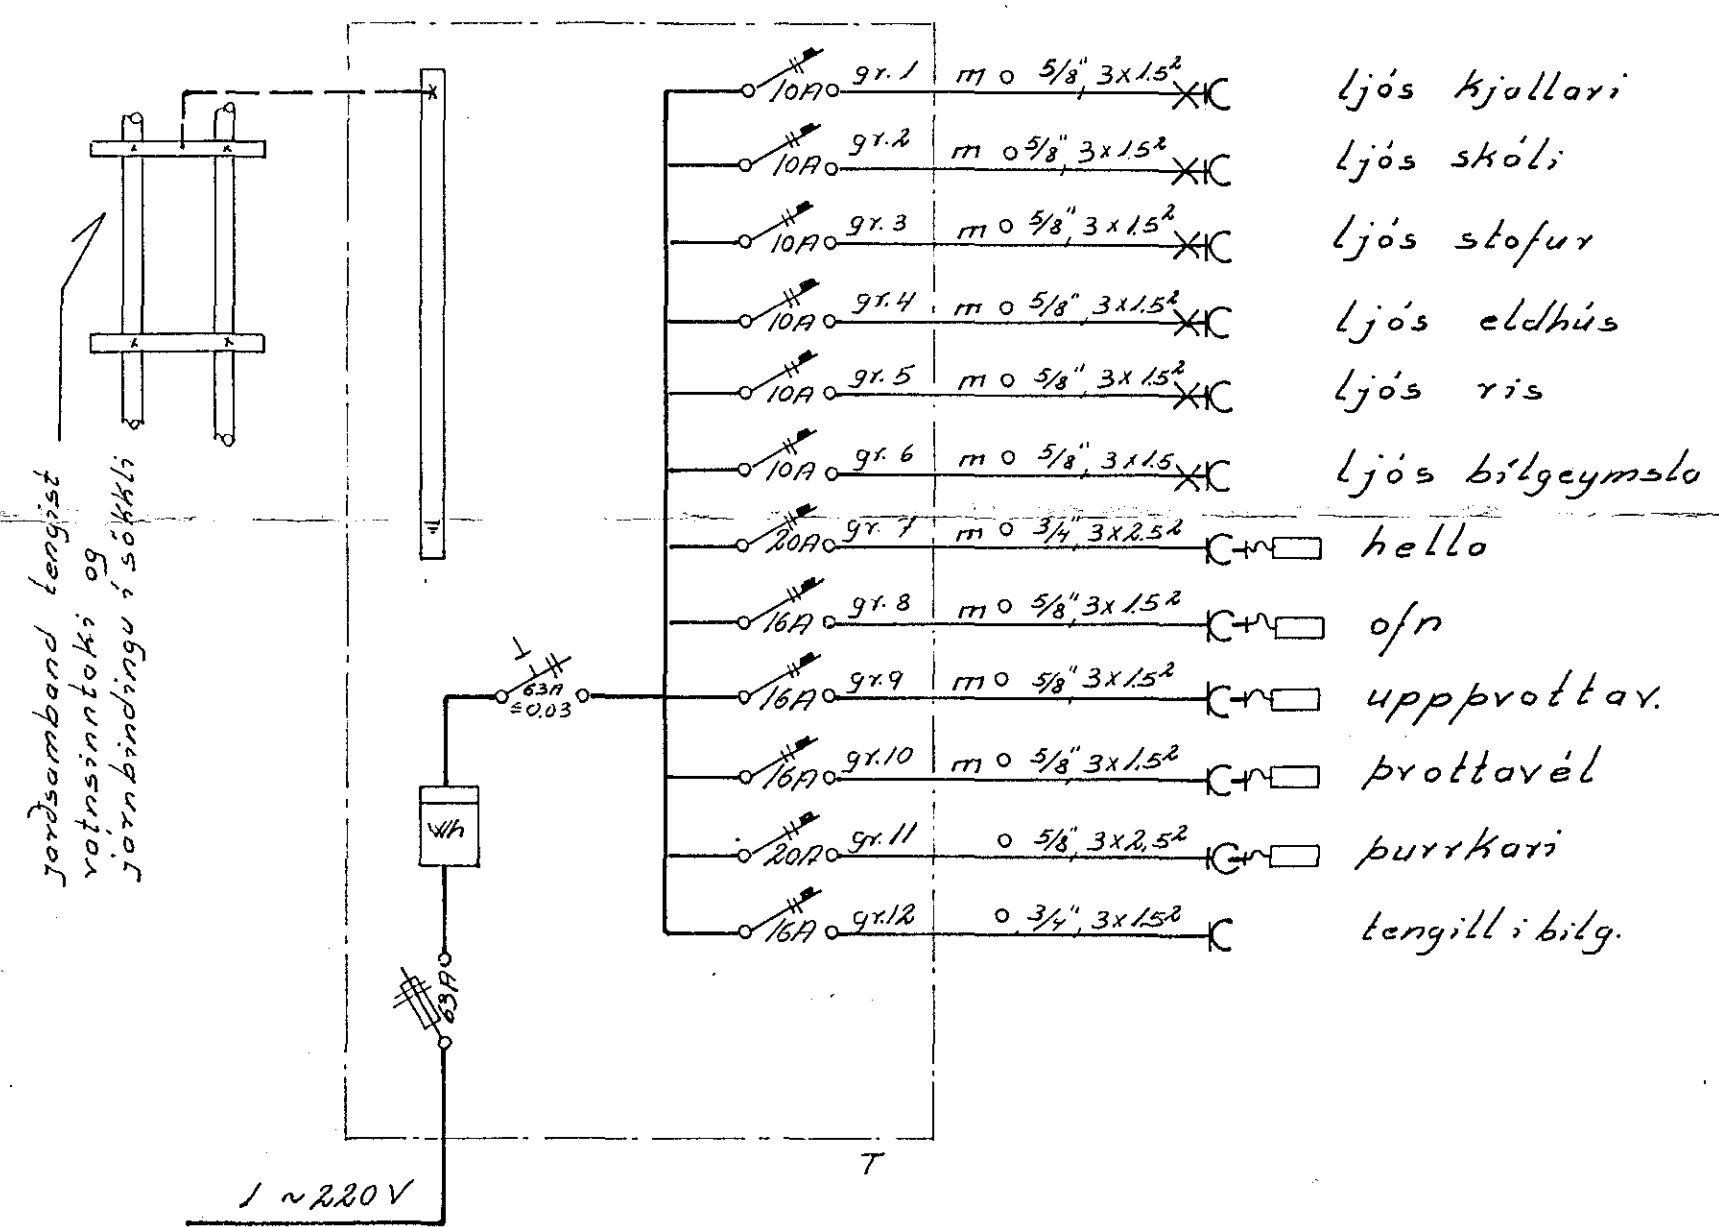 10A gr. 1 m o 5/8", 3x1.5² ljós kjallari
10A gr. 2 m o 5/8", 3x1.5² ljós skáli
10A gr. 3 m o 5/8", 3x1.5² ljós stofur
10A gr. 4 m o 5/8", 3x1.5² ljós eldhús
10A gr. 5 m o 5/8", 3x1.5² ljós ris
10A gr. 6 m o 5/8", 3x1.5 ljós bílgeymsla
20A gr. 7 m o 3/4", 3x2.5² hella
16A gr. 8 m o 5/8", 3x1.5² ofn
16A gr. 9 m o 5/8", 3x1.5² uppþvottav.
16A gr. 10 m o 5/8", 3x1.5² þvottavél
20A gr. 11 o 5/8", 3x2,5² þurrkari
16A gr. 12 o 3/4", 3x1.5² tengill í bílg.
Jarðsamband tengist
vatnsinntaki og
járnbindingu í sökkli
63A
≤0.03
Wh
63A
1 ~ 220 V
T